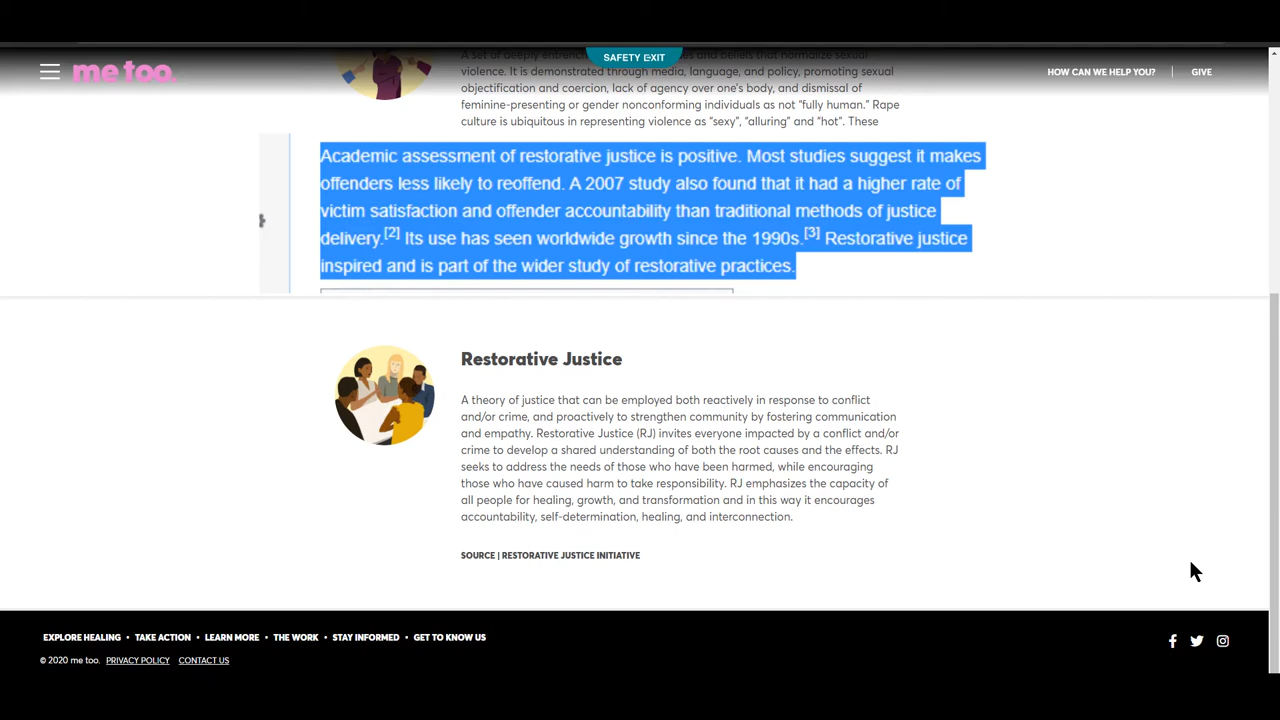 SAFETY EXIT
me too.
HOW CAN WE HELP YOU? | GIVE
A set of deeply entrenched and beliefs that normalize sexual
violence. It is demonstrated through media, language, and policy, promoting sexual
objectification and coercion, lack of agency over one's body, and dismissal of
feminine-presenting or gender nonconforming individuals as not “fully human.” Rape
culture is ubiquitous in representing violence as “sexy”, “alluring” and “hot”. These
Academic assessment of restorative justice is positive. Most studies suggest it makes
offenders less likely to reoffend. A 2007 study also found that it had a higher rate of
victim satisfaction and offender accountability than traditional methods of justice
delivery.[2] Its use has seen worldwide growth since the 1990s.[3] Restorative justice
inspired and is part of the wider study of restorative practices.
Restorative Justice
A theory of justice that can be employed both reactively in response to conflict
and/or crime, and proactively to strengthen community by fostering communication
and empathy. Restorative Justice (RJ) invites everyone impacted by a conflict and/or
crime to develop a shared understanding of both the root causes and the effects. RJ
seeks to address the needs of those who have been harmed, while encouraging
those who have caused harm to take responsibility. RJ emphasizes the capacity of
all people for healing, growth, and transformation and in this way it encourages
accountability, self-determination, healing, and interconnection.
SOURCE | RESTORATIVE JUSTICE INITIATIVE
EXPLORE HEALING • TAKE ACTION • LEARN MORE • THE WORK • STAY INFORMED • GET TO KNOW US
© 2020 me too. PRIVACY POLICY CONTACT US